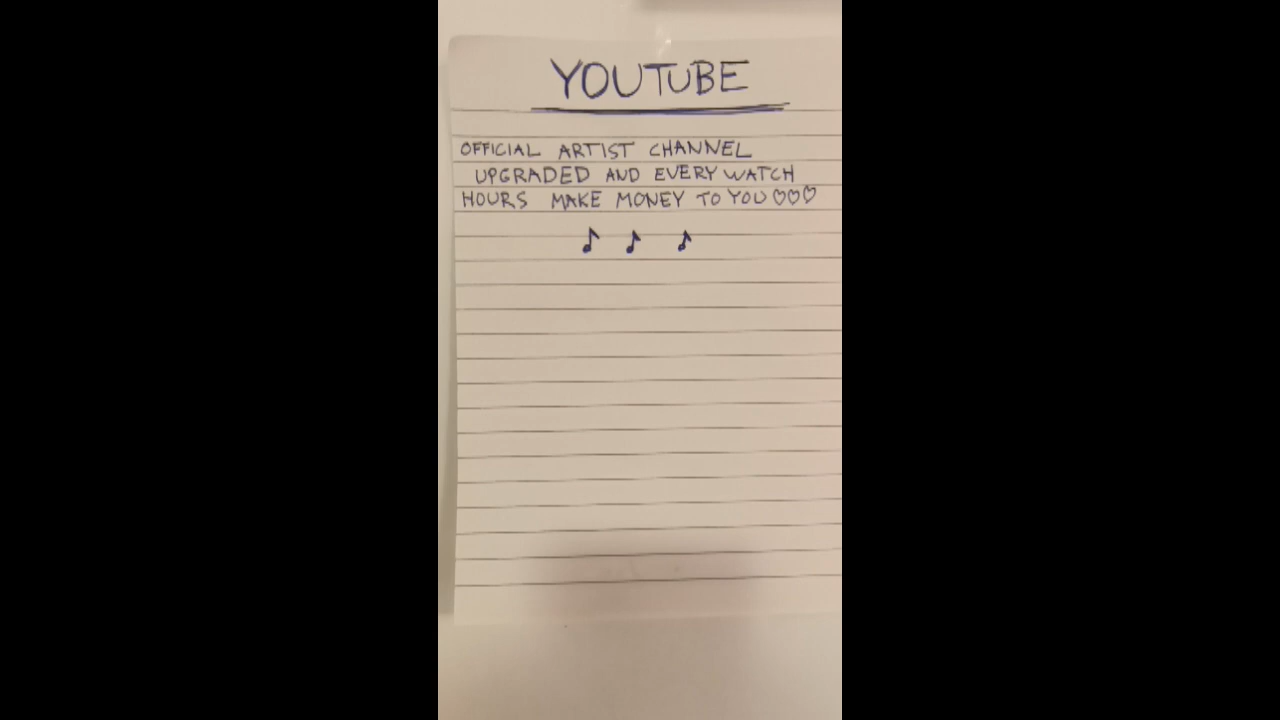 YOUTUBE
OFFICIAL ARTIST CHANNEL
UPGRADED AND EVERY WATCH
HOURS MAKE MONEY TO YOU♡♡♡
♪ ♪ ♪